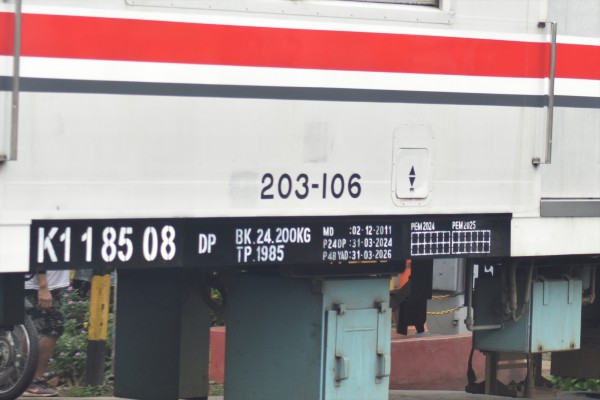 203-106
K1 1 85 08
DP
BK.24.200KG
TP.1985
MD :02-12-2011
P24DP:31-03-2024
P48YAD:31-03-2026
PEM2024 PEM2025
4